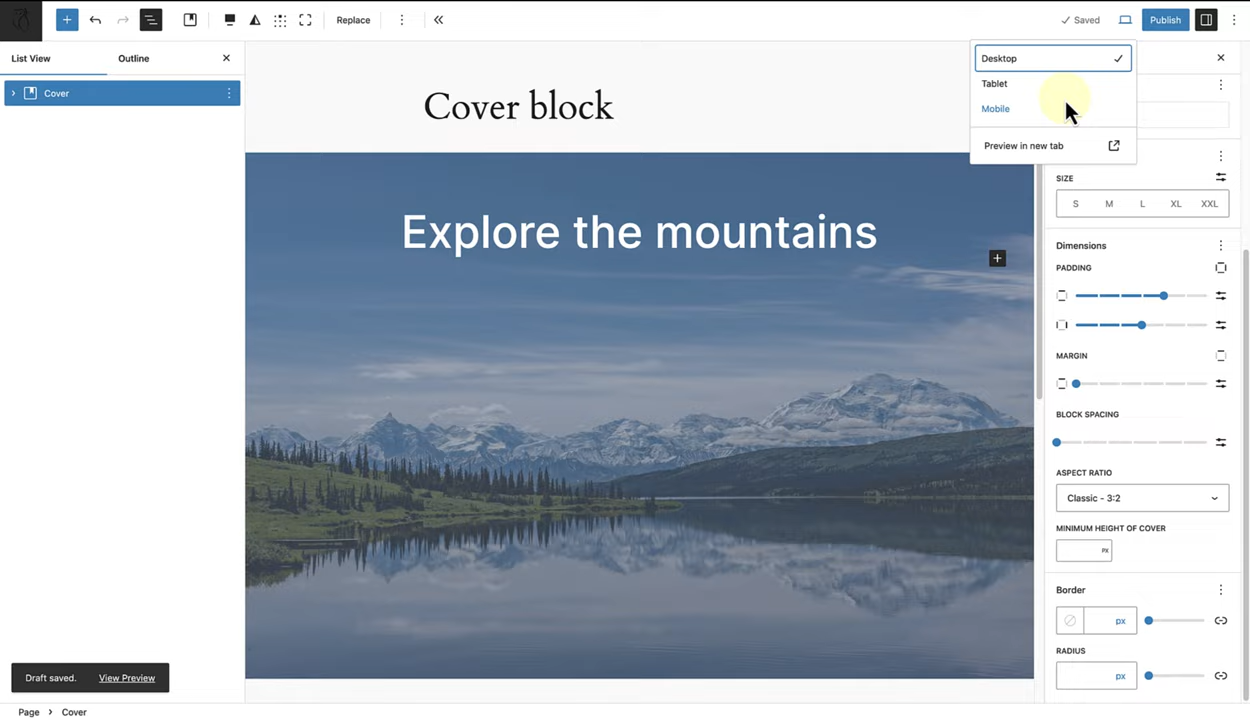 Replace
Saved
Publish
List View
Outline
Cover
Desktop
Tablet
Mobile
Preview in new tab
Cover block
Explore the mountains
SIZE
S M L XL XXL
Dimensions
PADDING
MARGIN
BLOCK SPACING
ASPECT RATIO
Classic - 3:2
MINIMUM HEIGHT OF COVER
PX
Border
px
RADIUS
px
Draft saved. View Preview
Page > Cover